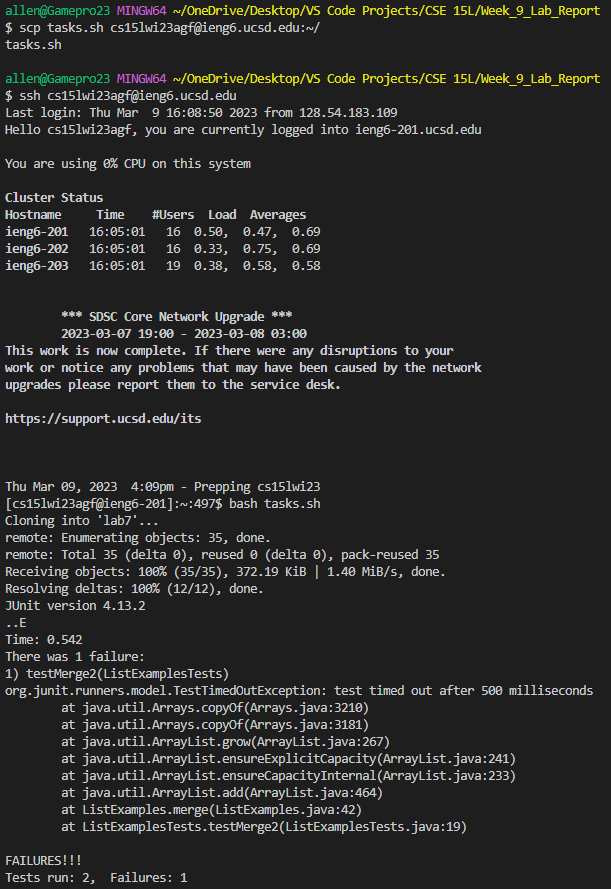 allen@Gamepro23 MINGW64 ~/OneDrive/Desktop/VS Code Projects/CSE 15L/Week_9_Lab_Report
$ scp tasks.sh cs15lwi23agf@ieng6.ucsd.edu:~/
tasks.sh
allen@Gamepro23 MINGW64 ~/OneDrive/Desktop/VS Code Projects/CSE 15L/Week_9_Lab_Report
$ ssh cs15lwi23agf@ieng6.ucsd.edu
Last login: Thu Mar  9 16:08:50 2023 from 128.54.183.109
Hello cs15lwi23agf, you are currently logged into ieng6-201.ucsd.edu
You are using 0% CPU on this system
Cluster Status
Hostname     Time    #Users  Load  Averages
ieng6-201   16:05:01   16  0.50,  0.47,  0.69
ieng6-202   16:05:01   16  0.33,  0.75,  0.69
ieng6-203   16:05:01   19  0.38,  0.58,  0.58
*** SDSC Core Network Upgrade ***
2023-03-07 19:00 - 2023-03-08 03:00
This work is now complete. If there were any disruptions to your
work or notice any problems that may have been caused by the network
upgrades please report them to the service desk.
https://support.ucsd.edu/its
Thu Mar 09, 2023  4:09pm - Prepping cs15lwi23
[cs15lwi23agf@ieng6-201]:~:497$ bash tasks.sh
Cloning into 'lab7'...
remote: Enumerating objects: 35, done.
remote: Total 35 (delta 0), reused 0 (delta 0), pack-reused 35
Receiving objects: 100% (35/35), 372.19 KiB | 1.40 MiB/s, done.
Resolving deltas: 100% (12/12), done.
JUnit version 4.13.2
..E
Time: 0.542
There was 1 failure:
1) testMerge2(ListExamplesTests)
org.junit.runners.model.TestTimedOutException: test timed out after 500 milliseconds
at java.util.Arrays.copyOf(Arrays.java:3210)
at java.util.Arrays.copyOf(Arrays.java:3181)
at java.util.ArrayList.grow(ArrayList.java:267)
at java.util.ArrayList.ensureExplicitCapacity(ArrayList.java:241)
at java.util.ArrayList.ensureCapacityInternal(ArrayList.java:233)
at java.util.ArrayList.add(ArrayList.java:464)
at ListExamples.merge(ListExamples.java:42)
at ListExamplesTests.testMerge2(ListExamplesTests.java:19)
FAILURES!!!
Tests run: 2,  Failures: 1